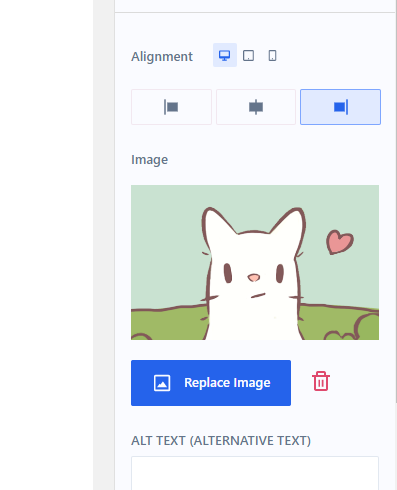 Alignment
Image
Replace Image
ALT TEXT (ALTERNATIVE TEXT)